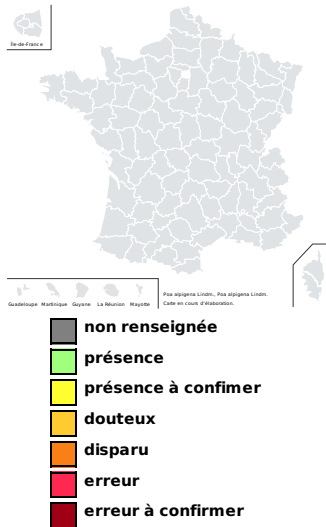 Île-de-France
Guadeloupe Martinique Guyane La Réunion Mayotte
Poa alpigena Lindm., Poa alpigena Lindm.
Carte en cours d'élaboration.
non renseignée
présence
présence à confimer
douteux
disparu
erreur
erreur à confirmer